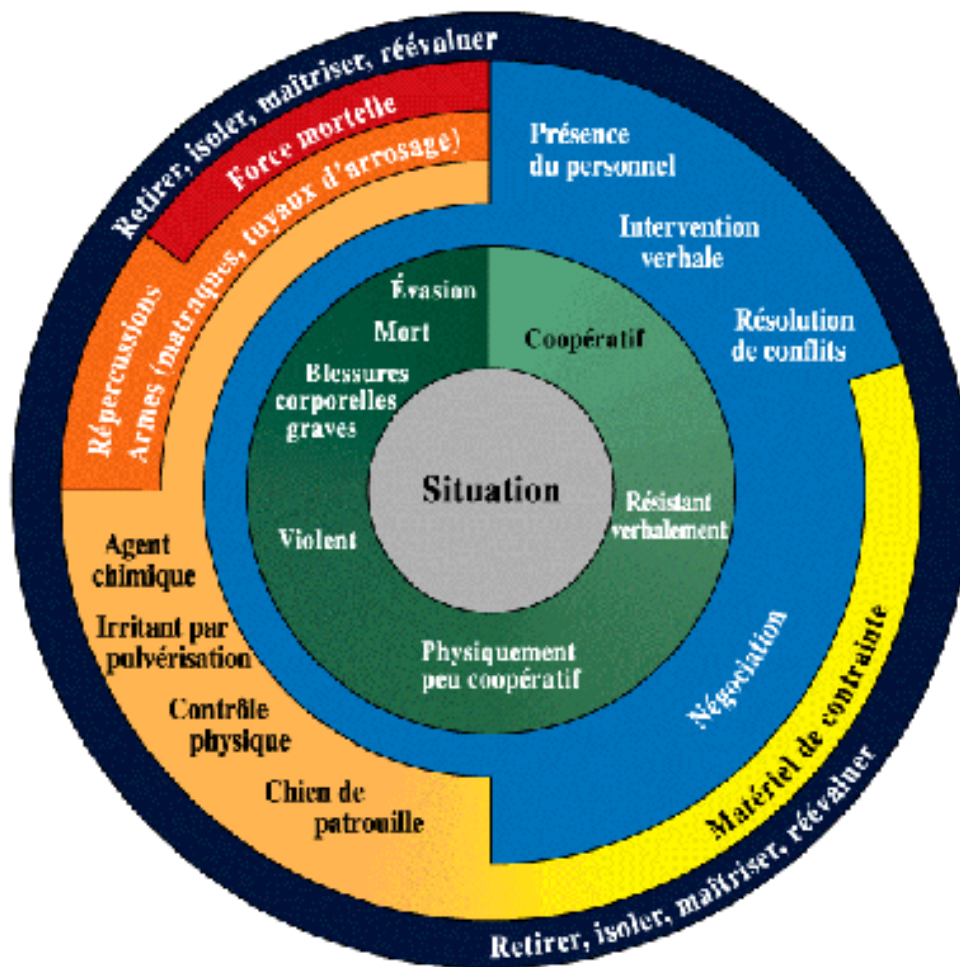 Retirer, isoler, maîtriser, réévaluer
Force mortelle
Répercussions
Armes (matraques, tuyaux d'arrosage)
Présence
du personnel
Intervention
verhale
Résolution
de conflits
Négociation
Matériel de contrainte
Évasion
Mort
Blessures
corporelles
graves
Violent
Coopératif
Résistant
verbalement
Physiquement
peu coopératif
Situation
Agent
chimique
Irritant par
pulvérisation
Contrôle
physique
Chien de
patrouille
Retirer, isoler, maîtriser, réévaluer